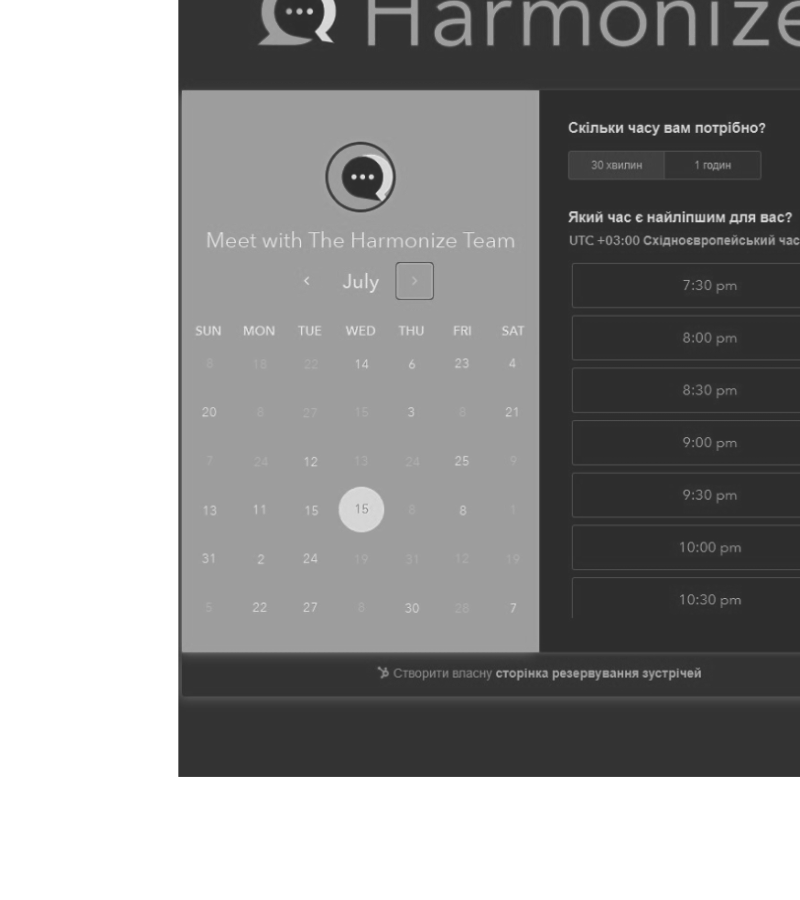 Harmonize
Meet with The Harmonize Team
July
SUN MON TUE WED THU FRI SAT
8 18 22 14 6 23 4
20 8 27 15 3 8 21
7 24 12 13 24 25 9
13 11 15 15 8 8 1
31 2 24 19 31 12 19
5 22 27 8 30 28 7
Скільки часу вам потрібно?
30 хвилин 1 годин
Який час є найліпшим для вас?
UTC +03:00 Східноєвропейський час
7:30 pm
8:00 pm
8:30 pm
9:00 pm
9:30 pm
10:00 pm
10:30 pm
Створити власну сторінка резервування зустрічей